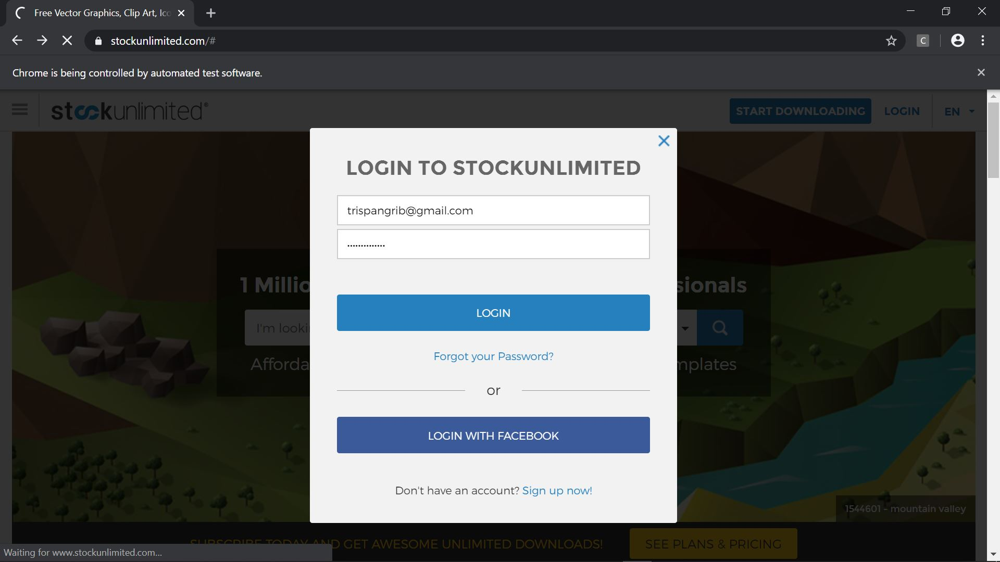 Free Vector Graphics, Clip Art, Ico
stockunlimited.com/#
C
Chrome is being controlled by automated test software.
stockunlimited®
START DOWNLOADING
LOGIN
EN
LOGIN TO STOCKUNLIMITED
trispangrib@gmail.com
..............
1 Millio
sionals
LOGIN
I'm looki
Forgot your Password?
Afforda
mplates
or
LOGIN WITH FACEBOOK
Don't have an account? Sign up now!
1544601 - mountain valley
SUBSCRIBE TODAY AND GET AWESOME UNLIMITED DOWNLOADS!
SEE PLANS & PRICING
Waiting for www.stockunlimited.com...